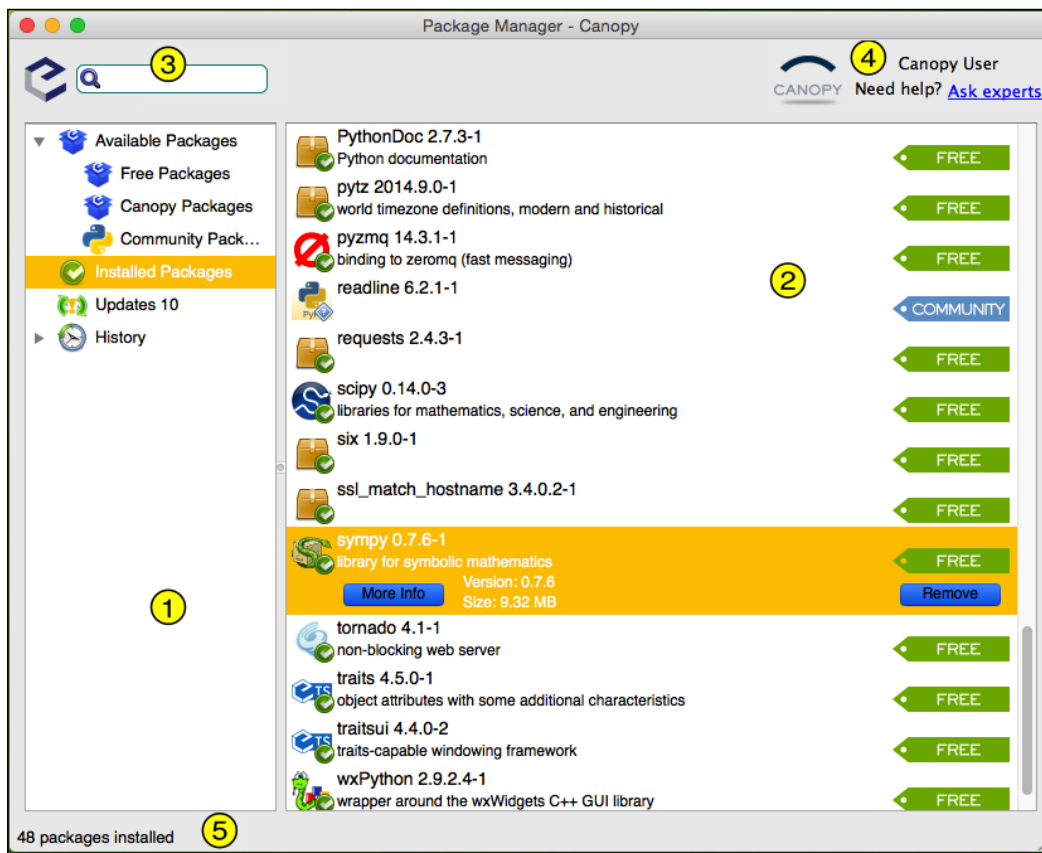 Package Manager - Canopy
3
4
Canopy User
CANOPY
Need help? Ask experts
Available Packages
Free Packages
Canopy Packages
Community Pack...
Installed Packages
Updates 10
History
1
PythonDoc 2.7.3-1
Python documentation
FREE
pytz 2014.9.0-1
world timezone definitions, modern and historical
FREE
pyzmq 14.3.1-1
binding to zeromq (fast messaging)
FREE
2
readline 6.2.1-1
COMMUNITY
requests 2.4.3-1
FREE
scipy 0.14.0-3
libraries for mathematics, science, and engineering
FREE
six 1.9.0-1
FREE
ssl_match_hostname 3.4.0.2-1
FREE
sympy 0.7.6-1
library for symbolic mathematics
FREE
More Info
Version: 0.7.6
Size: 9.32 MB
Remove
tornado 4.1-1
non-blocking web server
FREE
traits 4.5.0-1
object attributes with some additional characteristics
FREE
traitsui 4.4.0-2
traits-capable windowing framework
FREE
wxPython 2.9.2.4-1
wrapper around the wxWidgets C++ GUI library
FREE
48 packages installed
5